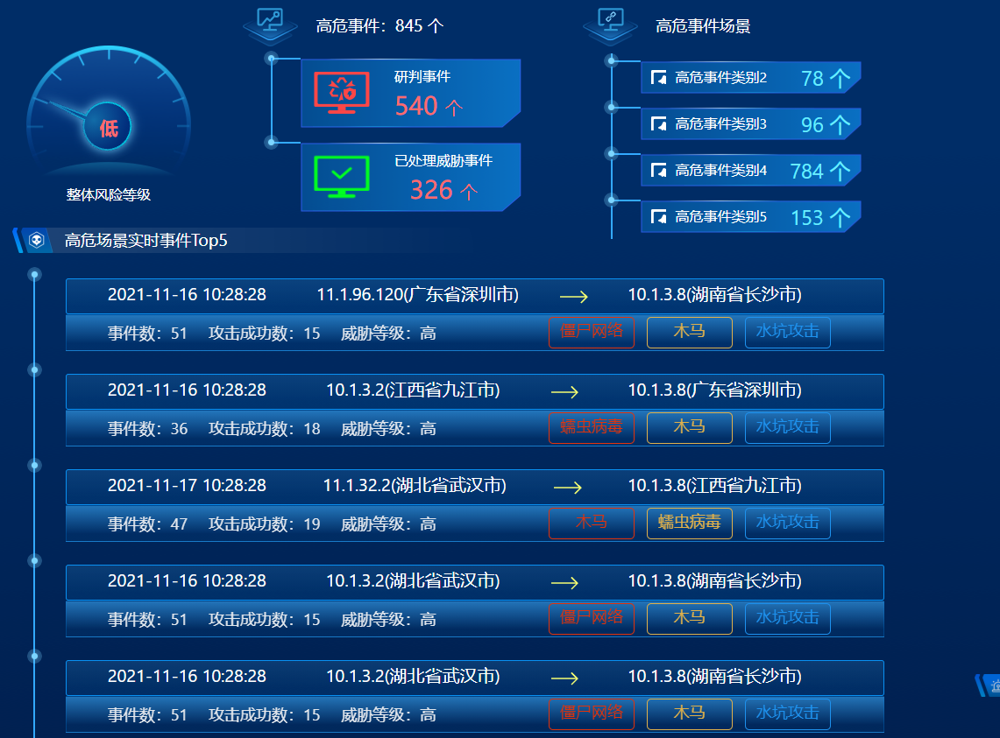 高危事件：845 个
高危事件场景
低
整体风险等级
研判事件
540 个
已处理威胁事件
326 个
高危事件类别2 78 个
高危事件类别3 96 个
高危事件类别4 784 个
高危事件类别5 153 个
高危场景实时事件Top5
2021-11-16 10:28:28 11.1.96.120(广东省深圳市) 10.1.3.8(湖南省长沙市)
事件数：51 攻击成功数：15 威胁等级：高 僵尸网络 木马 水坑攻击
2021-11-16 10:28:28 10.1.3.2(江西省九江市) 10.1.3.8(广东省深圳市)
事件数：36 攻击成功数：18 威胁等级：高 蠕虫病毒 木马 水坑攻击
2021-11-17 10:28:28 11.1.32.2(湖北省武汉市) 10.1.3.8(江西省九江市)
事件数：47 攻击成功数：19 威胁等级：高 木马 蠕虫病毒 水坑攻击
2021-11-16 10:28:28 10.1.3.2(湖北省武汉市) 10.1.3.8(湖南省长沙市)
事件数：51 攻击成功数：15 威胁等级：高 僵尸网络 木马 水坑攻击
2021-11-16 10:28:28 10.1.3.2(湖北省武汉市) 10.1.3.8(湖南省长沙市)
事件数：51 攻击成功数：15 威胁等级：高 僵尸网络 木马 水坑攻击